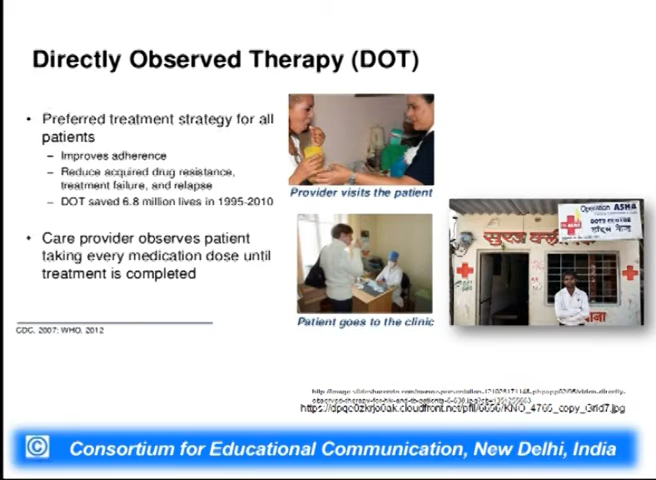 Directly Observed Therapy (DOT)
• Preferred treatment strategy for all
patients
– Improves adherence
– Reduce acquired drug resistance,
treatment failure, and relapse
– DOT saved 6.8 million lives in 1995-2010
• Care provider observes patient
taking every medication dose until
treatment is completed
CDC, 2007; WHO, 2012
Provider visits the patient
Patient goes to the clinic
Operation ASHA
DOTS CENTRE
सूरज
© Consortium for Educational Communication, New Delhi, India